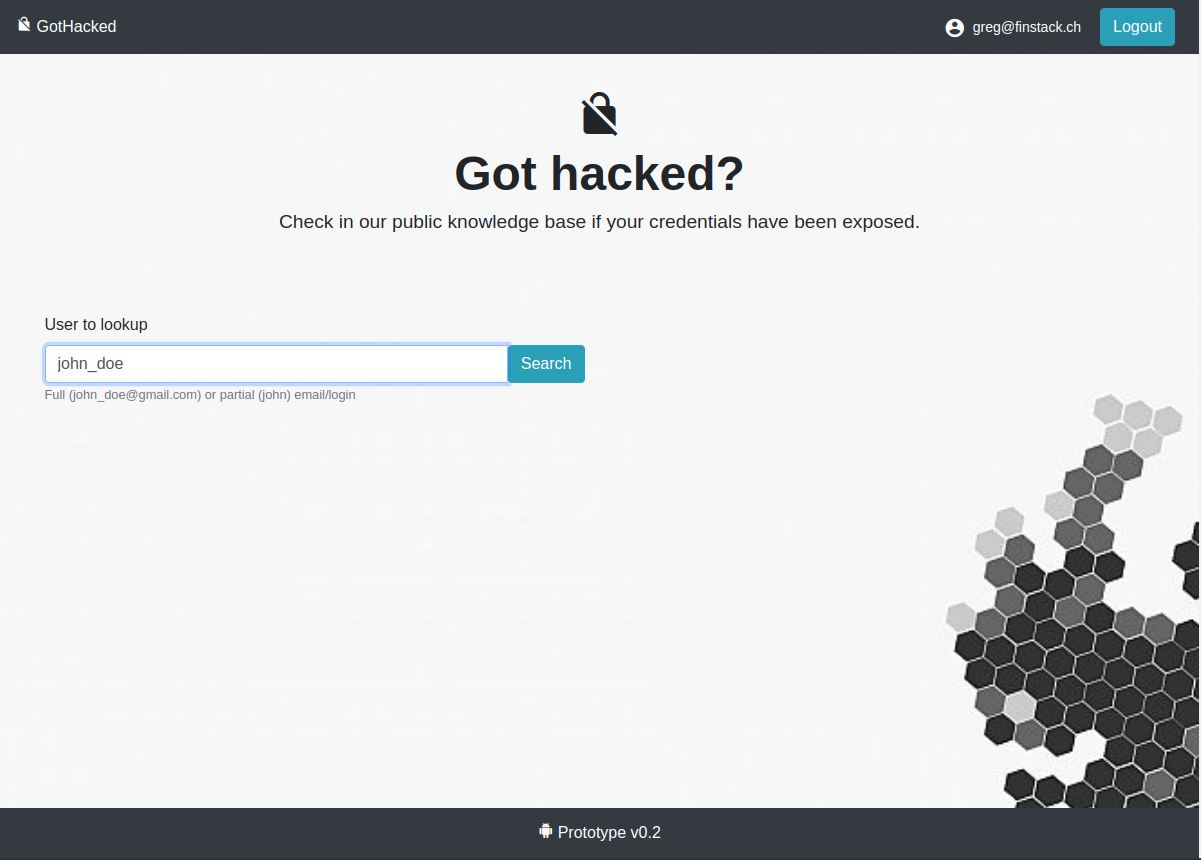 GotHacked
greg@finstack.ch
Logout
Got hacked?
Check in our public knowledge base if your credentials have been exposed.
User to lookup
john_doe
Search
Full (john_doe@gmail.com) or partial (john) email/login
Prototype v0.2